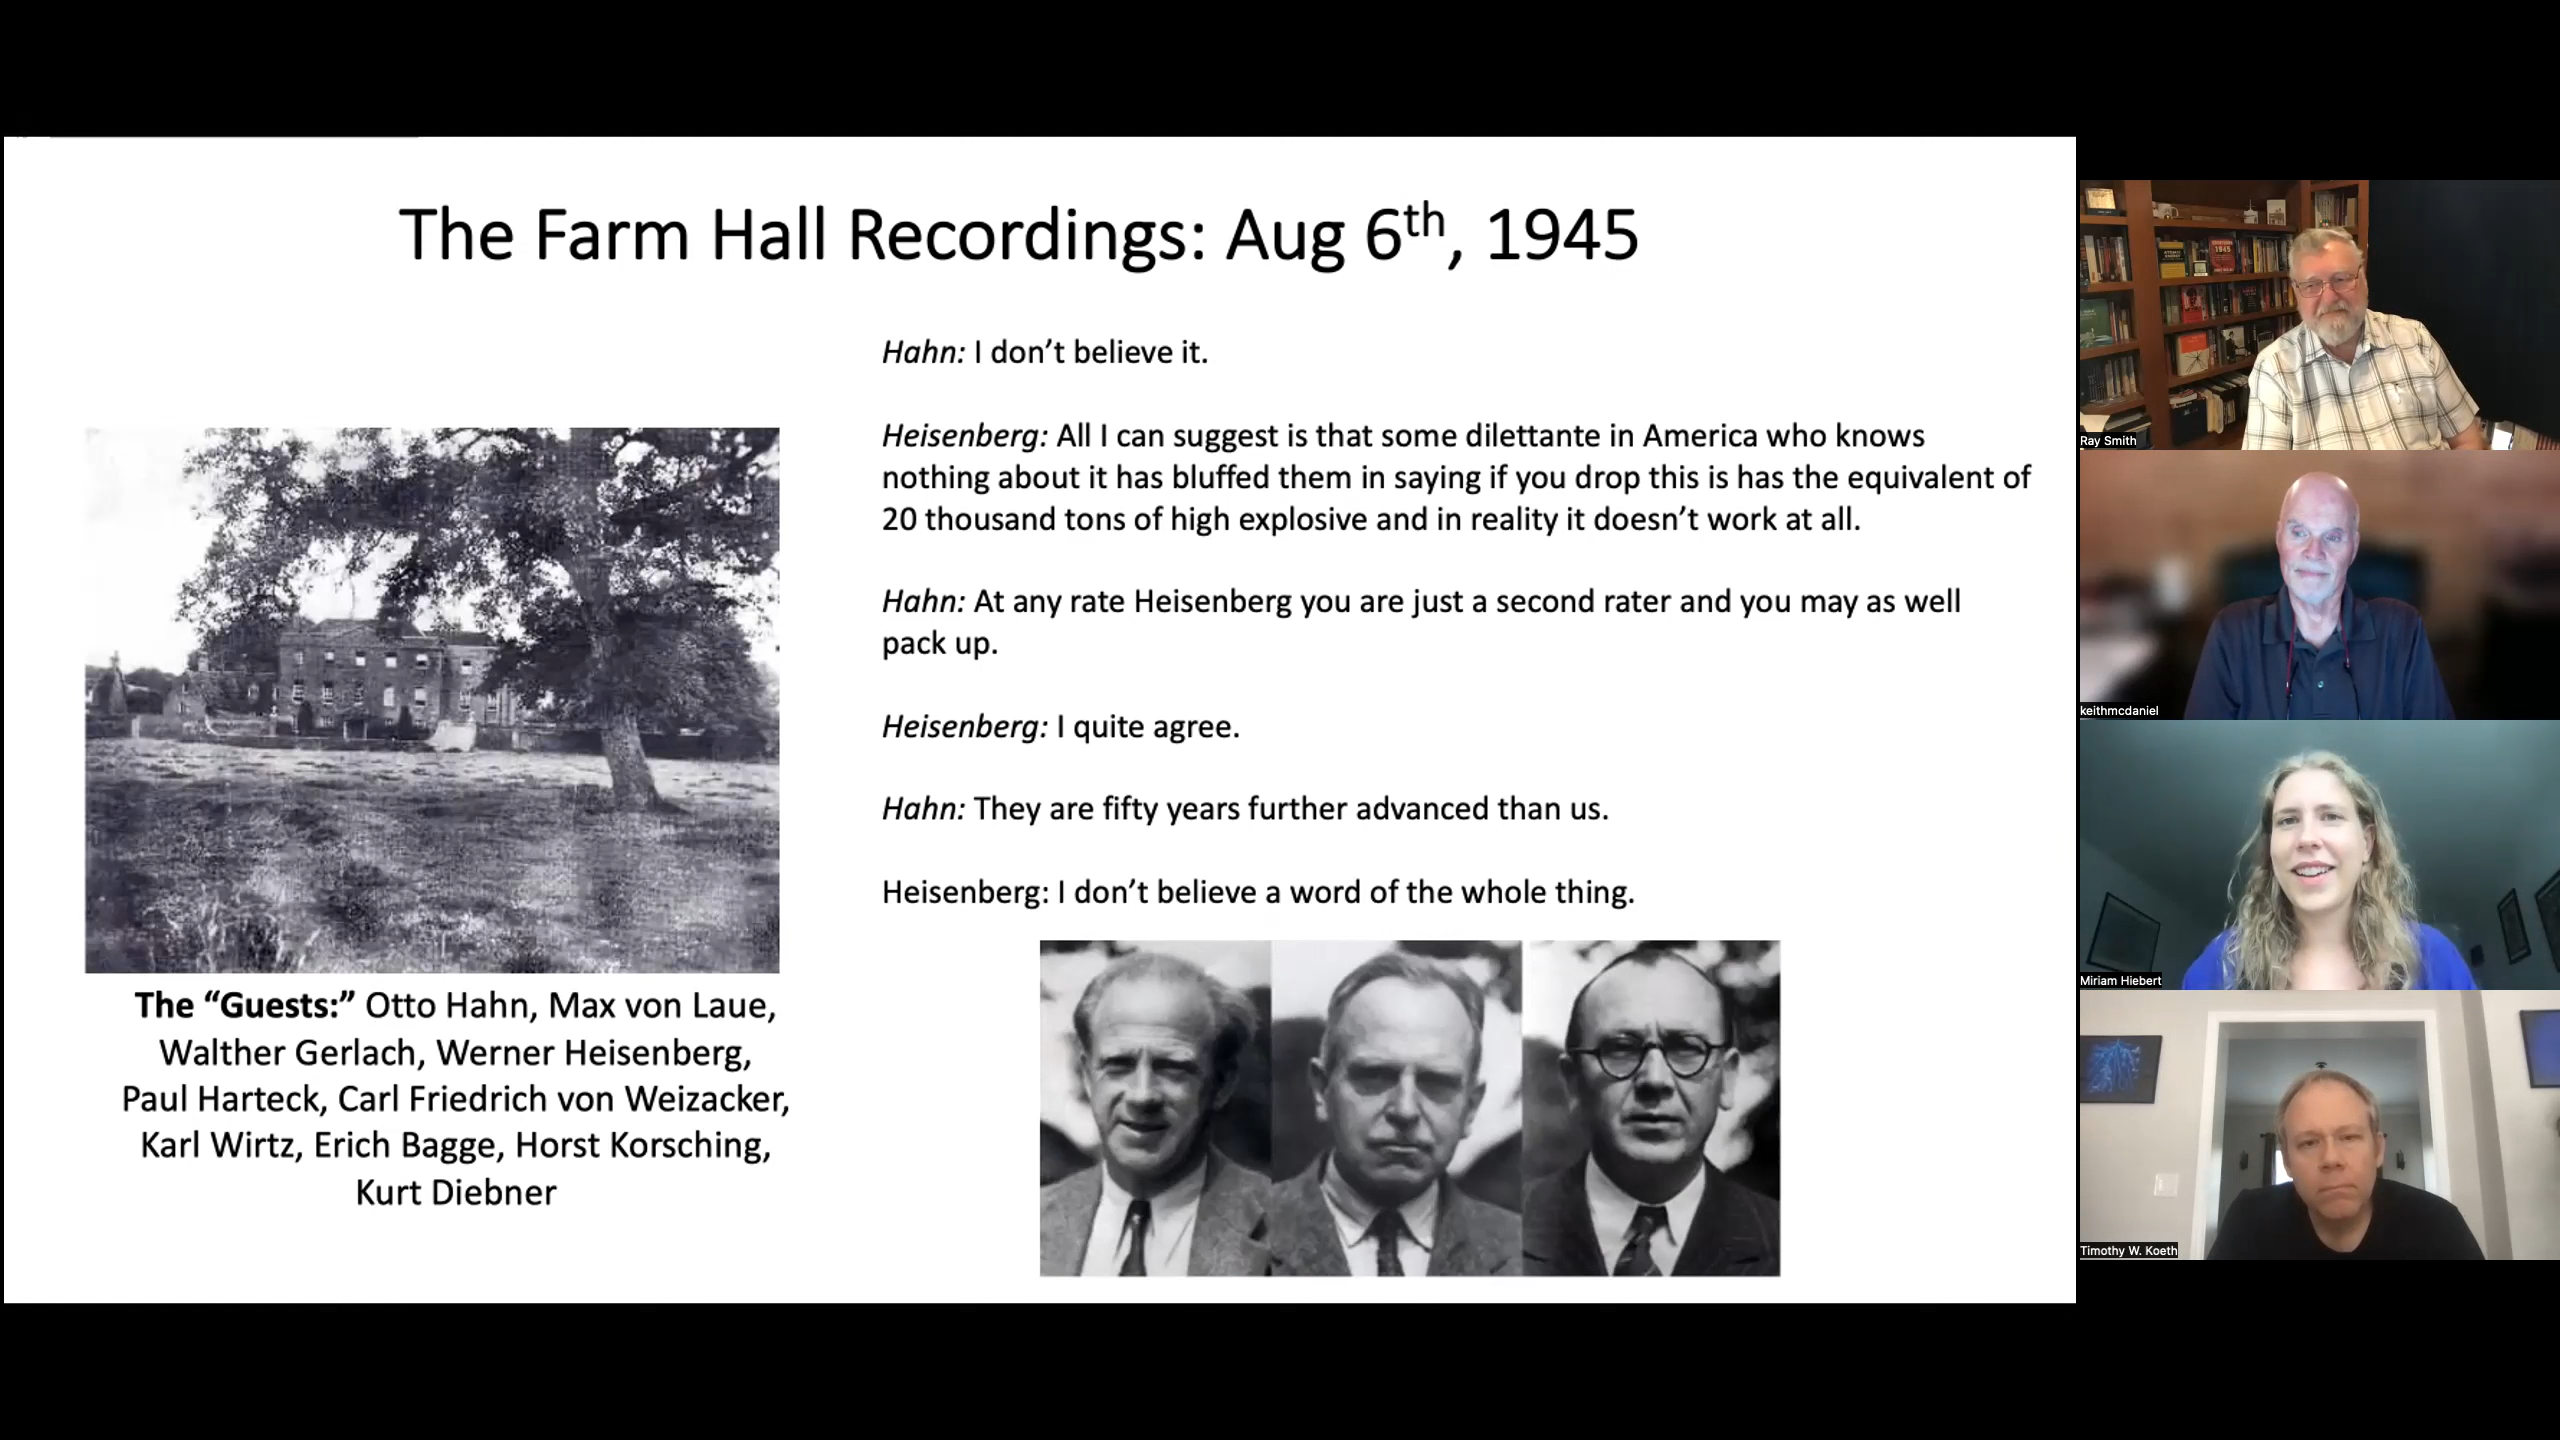 The Farm Hall Recordings: Aug 6th, 1945
Hahn: I don’t believe it.
Heisenberg: All I can suggest is that some dilettante in America who knows
nothing about it has bluffed them in saying if you drop this is has the equivalent of
20 thousand tons of high explosive and in reality it doesn’t work at all.
Hahn: At any rate Heisenberg you are just a second rater and you may as well
pack up.
Heisenberg: I quite agree.
Hahn: They are fifty years further advanced than us.
Heisenberg: I don’t believe a word of the whole thing.
The “Guests:” Otto Hahn, Max von Laue,
Walther Gerlach, Werner Heisenberg,
Paul Harteck, Carl Friedrich von Weizacker,
Karl Wirtz, Erich Bagge, Horst Korsching,
Kurt Diebner
Ray Smith
keithmcdaniel
Miriam Hiebert
Timothy W. Koeth